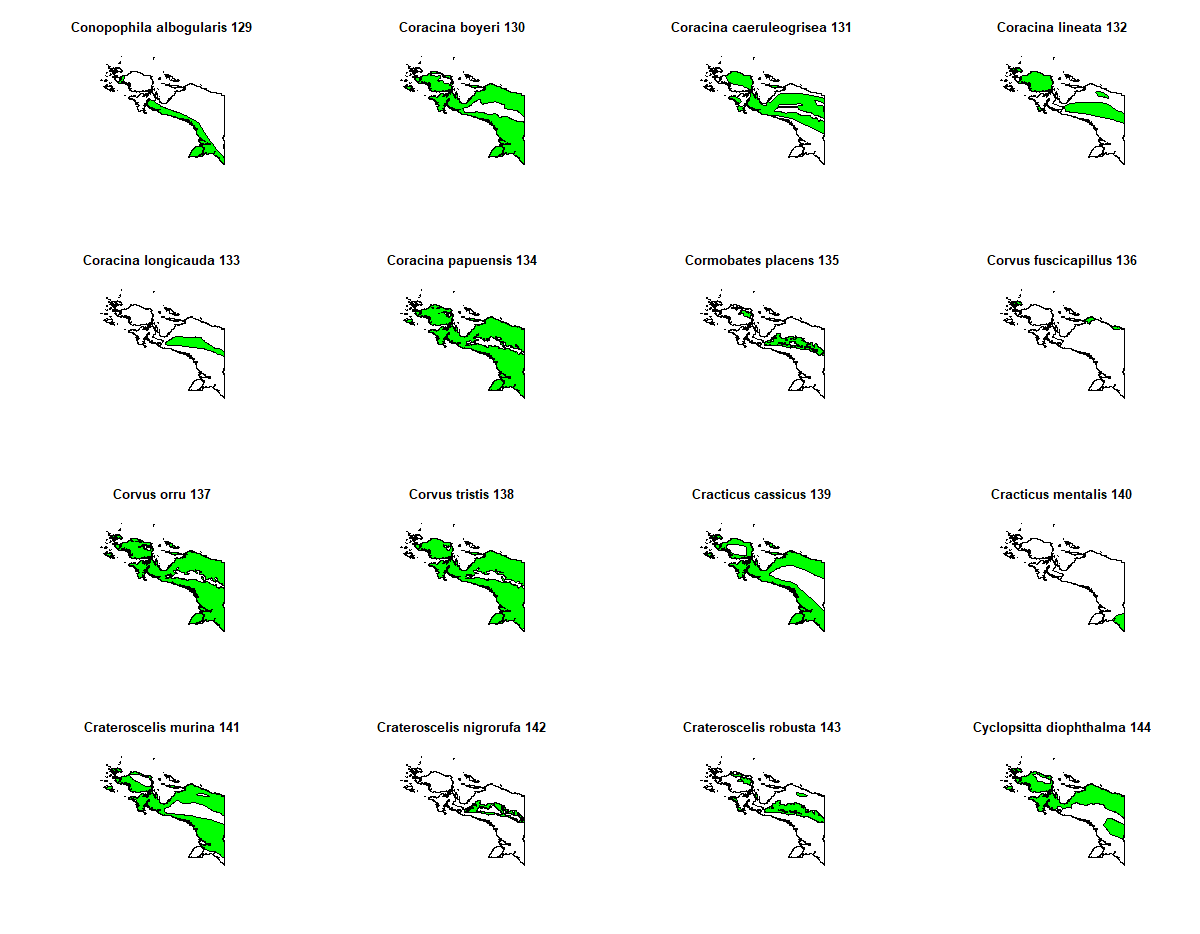 Conopophila albogularis 129
Coracina boyeri 130
Coracina caeruleogrisea 131
Coracina lineata 132
Coracina longicauda 133
Coracina papuensis 134
Cormobates placens 135
Corvus fuscicapillus 136
Corvus orru 137
Corvus tristis 138
Cracticus cassicus 139
Cracticus mentalis 140
Crateroscelis murina 141
Crateroscelis nigrorufa 142
Crateroscelis robusta 143
Cyclopsitta diophthalma 144